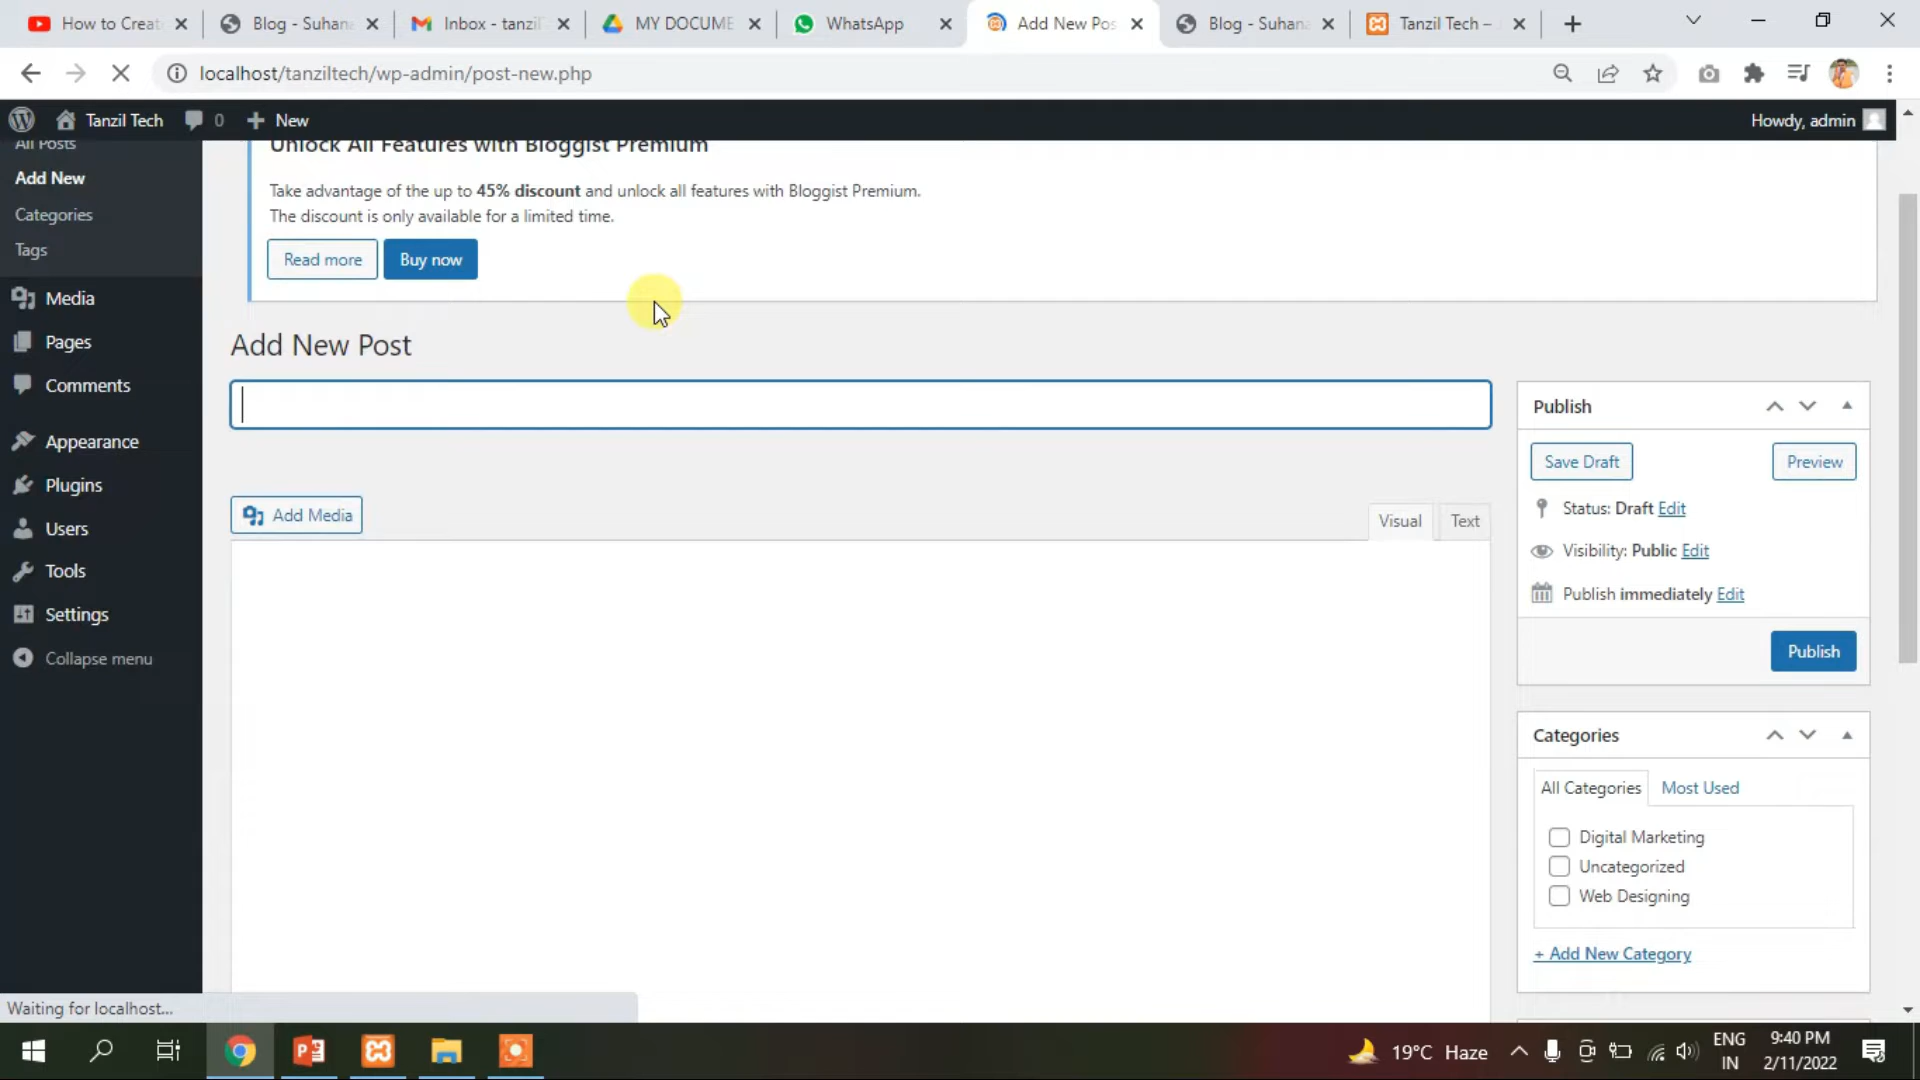 How to Creat
Blog - Suhana
Inbox - tanzil
MY DOCUME
WhatsApp
Add New Pos
Blog - Suhana
Tanzil Tech –
localhost/tanziltech/wp-admin/post-new.php
Tanzil Tech
0
New
Howdy, admin
All Posts
Add New
Categories
Tags
Media
Pages
Comments
Appearance
Plugins
Users
Tools
Settings
Collapse menu
Unlock All Features with Bloggist Premium
Take advantage of the up to 45% discount and unlock all features with Bloggist Premium.
The discount is only available for a limited time.
Read more
Buy now
Add New Post
Add Media
Visual
Text
Publish
Save Draft
Preview
Status: Draft Edit
Visibility: Public Edit
Publish immediately Edit
Publish
Categories
All Categories
Most Used
Digital Marketing
Uncategorized
Web Designing
+ Add New Category
Waiting for localhost...
19°C Haze
ENG
IN
9:40 PM
2/11/2022